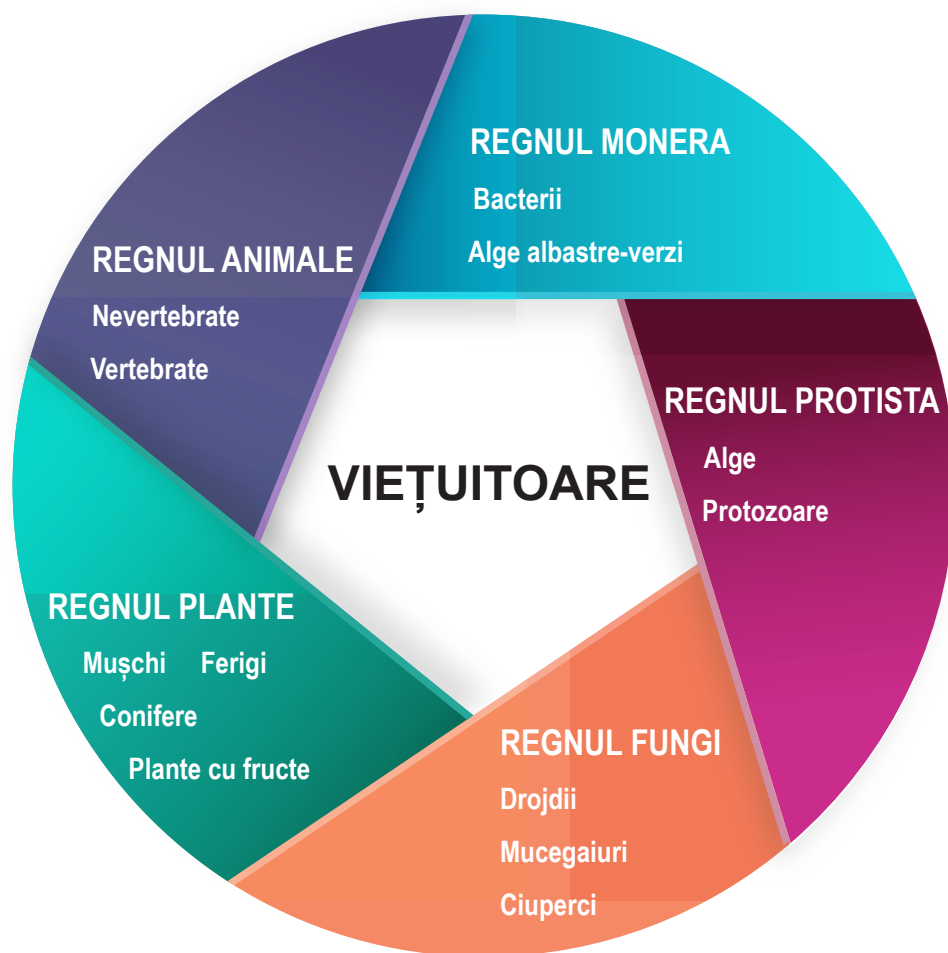 REGNUL MONERA
Bacterii
Alge albastre-verzi
REGNUL ANIMALE
Nevertebrate
Vertebrate
REGNUL PROTISTA
Alge
Protozoare
VIEȚUITOARE
REGNUL PLANTE
Mușchi Ferigi
Conifere
Plante cu fructe
REGNUL FUNGI
Drojdii
Mucegaiuri
Ciuperci